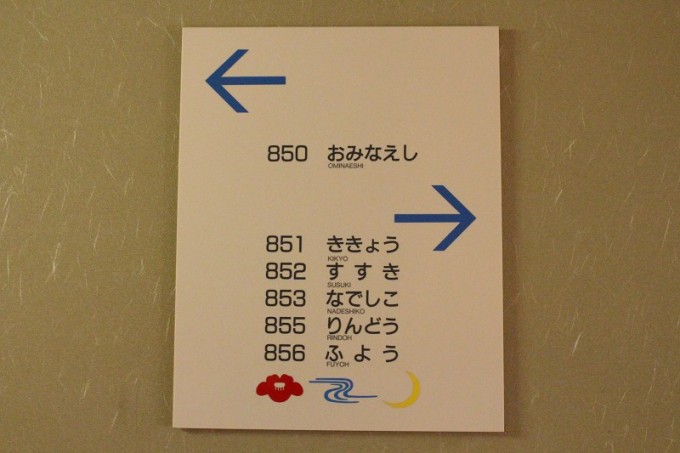 850 おみなえし
OMINAESHI
851 ききょう
KIKYO
852 すすき
SUSUKI
853 なでしこ
NADESHIKO
855 りんどう
RINDOH
856 ふよう
FUYOH